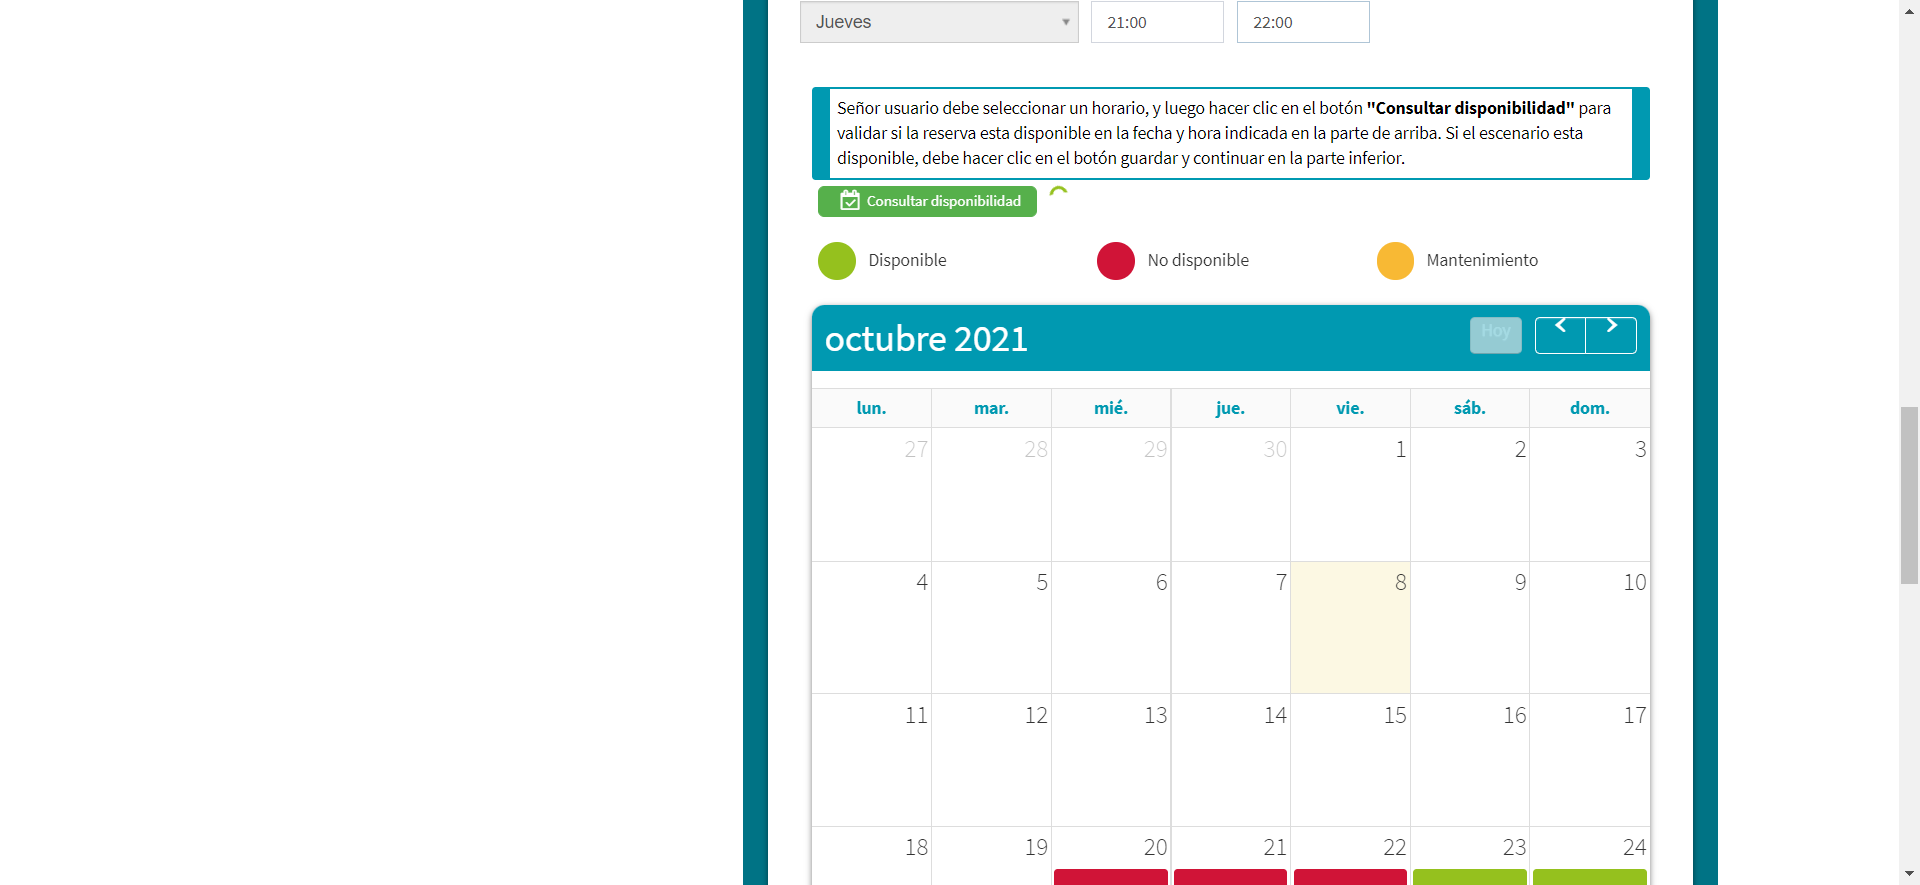 Jueves 21:00 22:00
Señor usuario debe seleccionar un horario, y luego hacer clic en el botón "Consultar disponibilidad" para
validar si la reserva esta disponible en la fecha y hora indicada en la parte de arriba. Si el escenario esta
disponible, debe hacer clic en el botón guardar y continuar en la parte inferior.
Consultar disponibilidad
Disponible No disponible Mantenimiento
octubre 2021 Hoy
lun. mar. mié. jue. vie. sáb. dom.
27 28 29 30 1 2 3
4 5 6 7 8 9 10
11 12 13 14 15 16 17
18 19 20 21 22 23 24